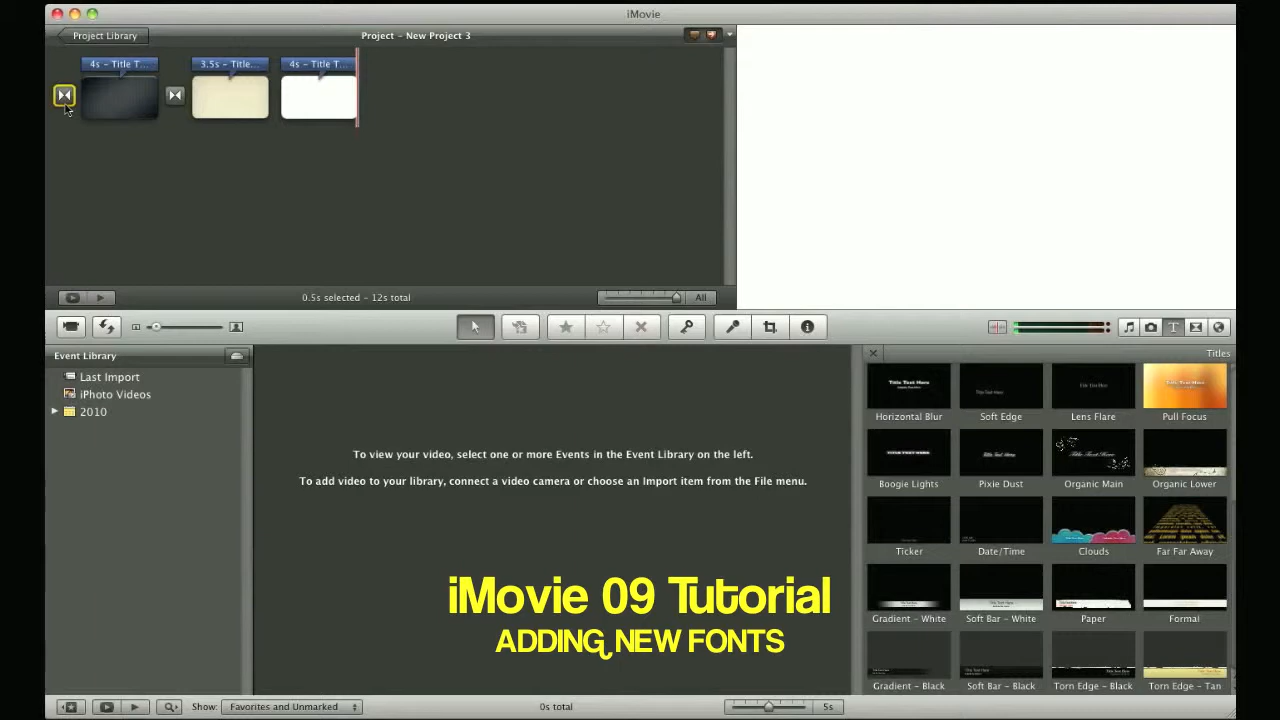 iMovie
Project Library
Project - New Project 3
4s - Title T...
3.5s - Title...
4s - Title T...
0.5s selected - 12s total
All
Event Library
Last Import
iPhoto Videos
2010
To view your video, select one or more Events in the Event Library on the left.
To add video to your library, connect a video camera or choose an Import item from the File menu.
Titles
Horizontal Blur
Soft Edge
Lens Flare
Pull Focus
Boogie Lights
Pixie Dust
Organic Main
Organic Lower
Ticker
Date/Time
Clouds
Far Far Away
Gradient - White
Soft Bar - White
Paper
Formal
Gradient - Black
Soft Bar - Black
Torn Edge - Black
Torn Edge - Tan
iMovie 09 Tutorial
ADDING NEW FONTS
Show:
Favorites and Unmarked
0s total
5s